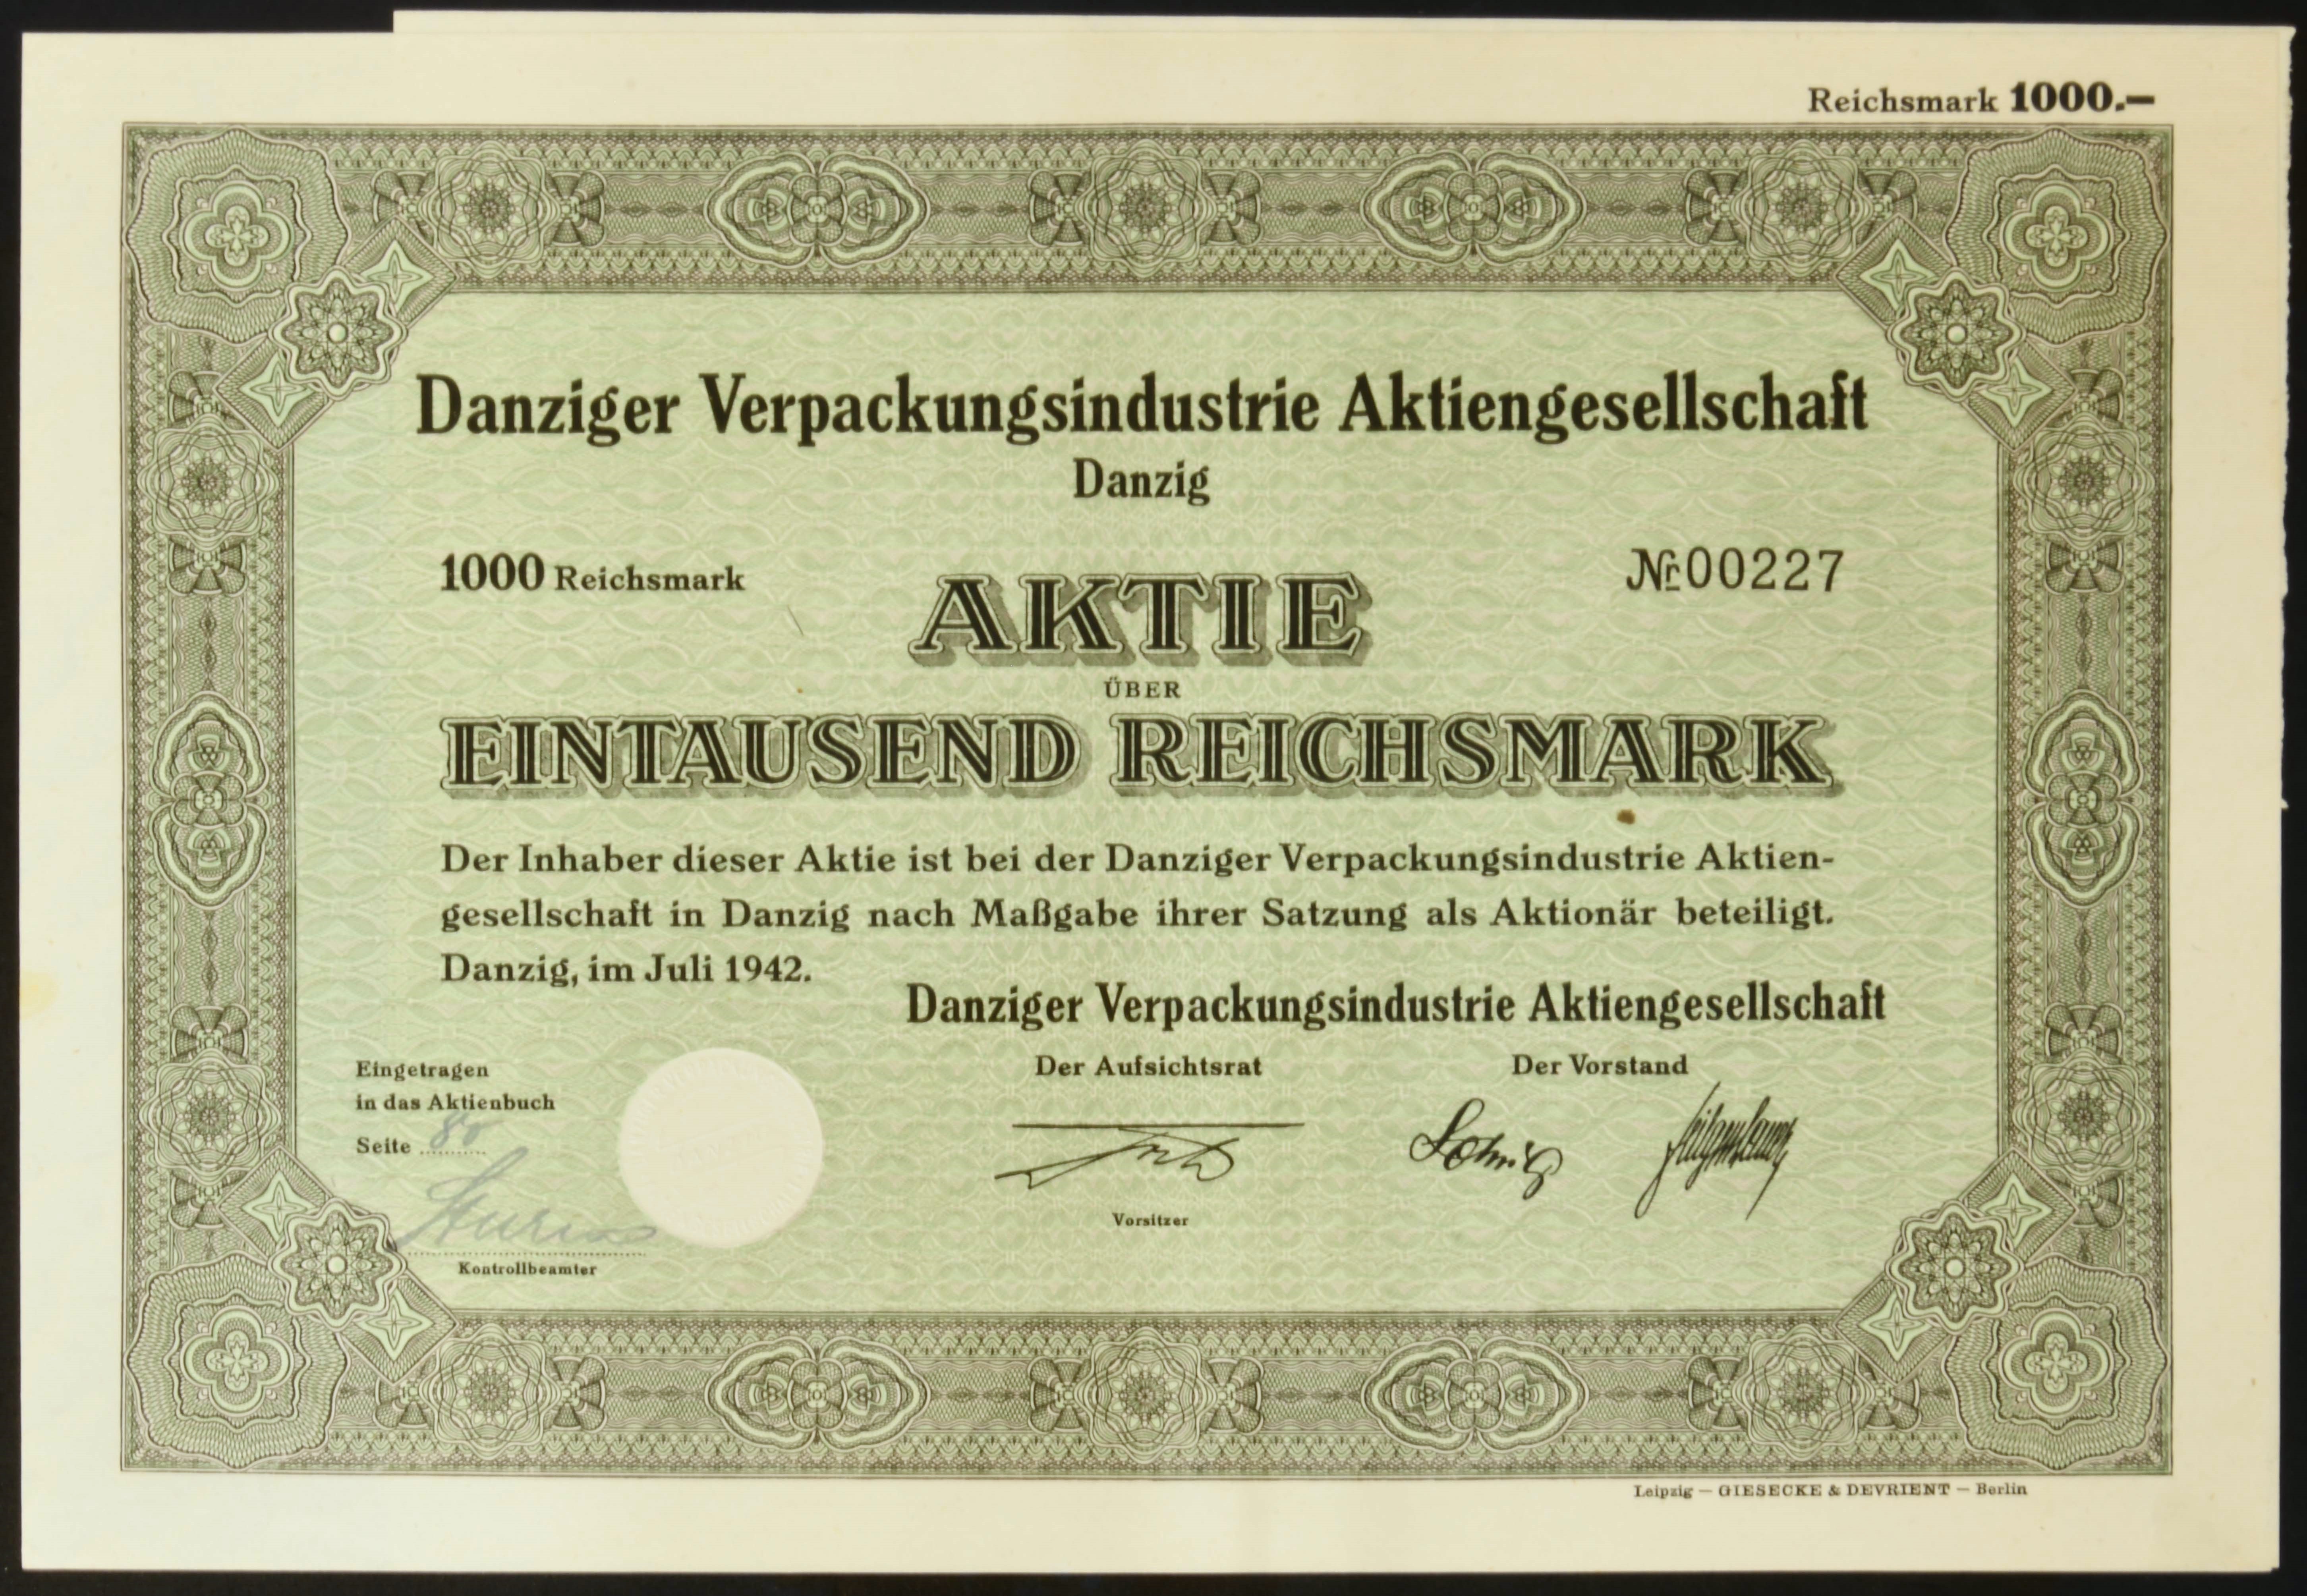 Reichsmark 1000.—
Danziger Verpackungsindustrie Aktiengesellschaft
Danzig
1000 Reichsmark
Nr 00227
AKTIE
ÜBER
EINTAUSEND REICHSMARK
Der Inhaber dieser Aktie ist bei der Danziger Verpackungsindustrie Aktien-
gesellschaft in Danzig nach Maßgabe ihrer Satzung als Aktionär beteiligt.
Danzig, im Juli 1942.
Danziger Verpackungsindustrie Aktiengesellschaft
Eingetragen
in das Aktienbuch
Seite 80
Kontrollbeamter
Der Aufsichtsrat
Vorsitzer
Der Vorstand
Leipzig — GIESECKE & DEVRIENT — Berlin